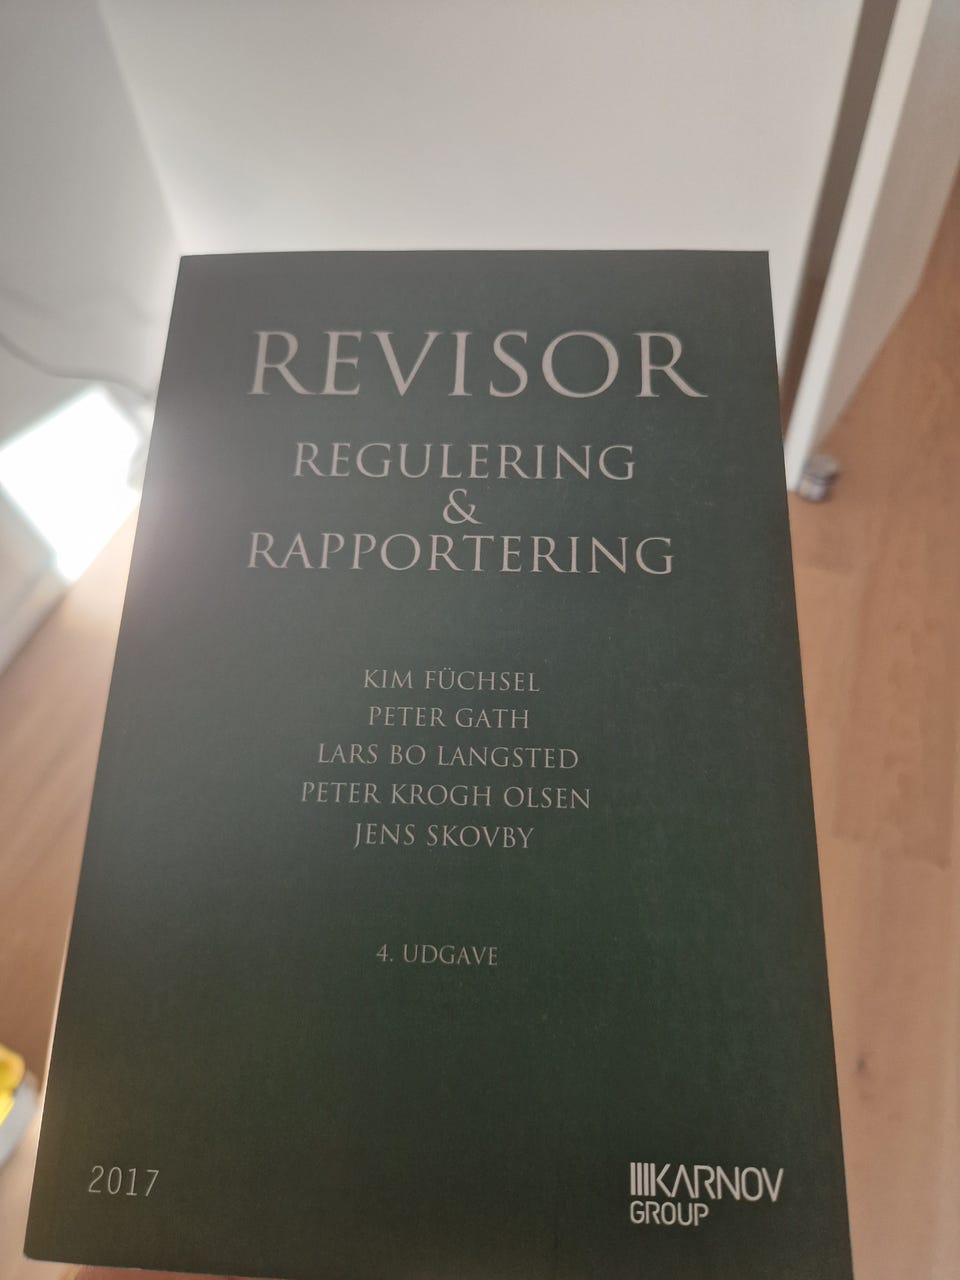 REVISOR
REGULERING
&
RAPPORTERING
KIM FÜCHSEL
PETER GATH
LARS BO LANGSTED
PETER KROGH OLSEN
JENS SKOVBY
4. UDGAVE
2017
KARNOV
GROUP